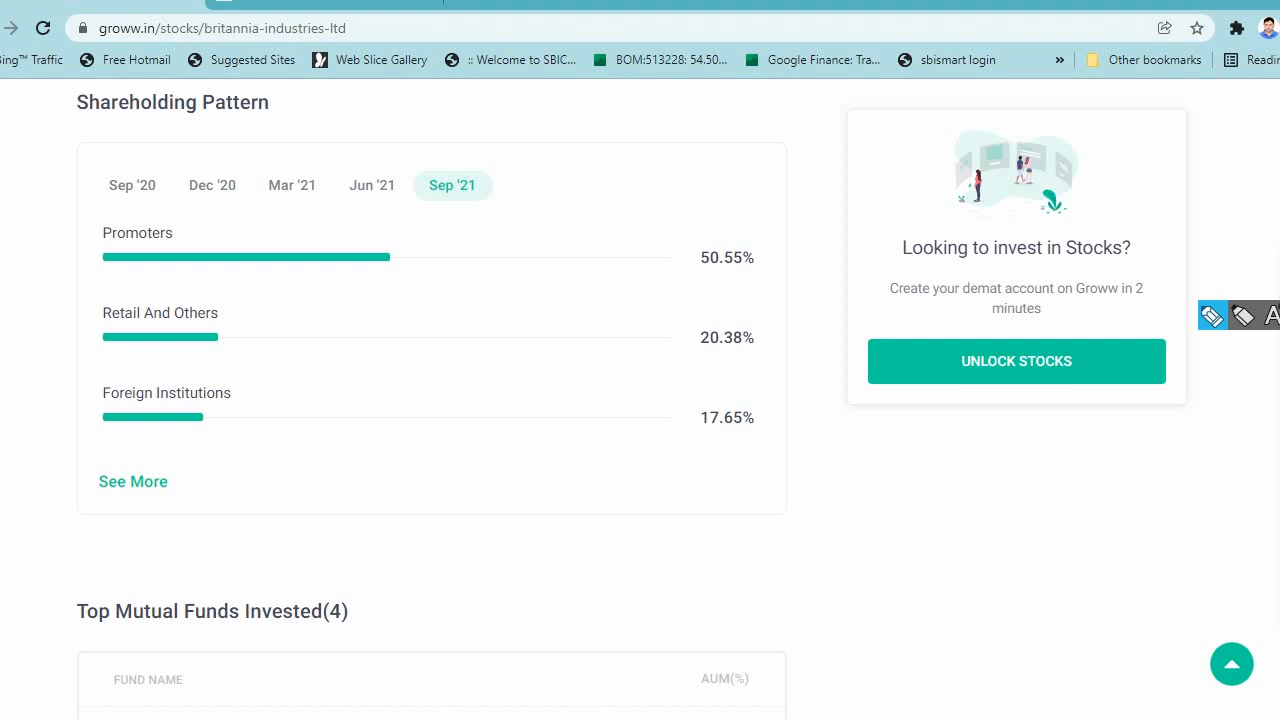 groww.in/stocks/britannia-industries-ltd
ing™ Traffic Free Hotmail Suggested Sites Web Slice Gallery :: Welcome to SBIC... BOM:513228: 54.50... Google Finance: Tra... sbismart login » Other bookmarks Readin
Shareholding Pattern
Sep '20 Dec '20 Mar '21 Jun '21 Sep '21
Promoters
50.55%
Retail And Others
20.38%
Foreign Institutions
17.65%
See More
Looking to invest in Stocks?
Create your demat account on Groww in 2
minutes
UNLOCK STOCKS
A
Top Mutual Funds Invested(4)
FUND NAME AUM(%)